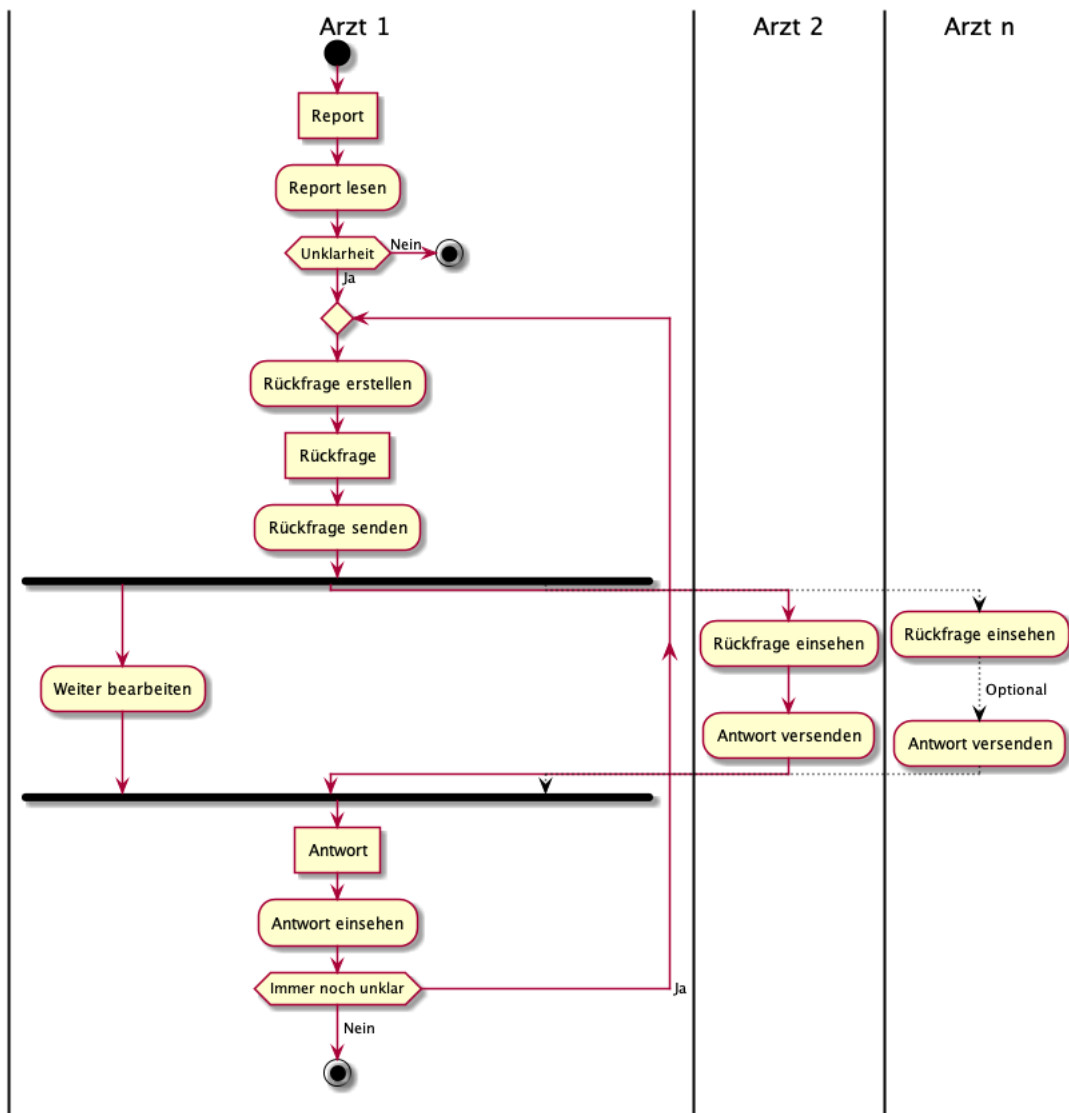 Arzt 1
Arzt 2
Arzt n
Report
Report lesen
Unklarheit
Nein
Ja
Rückfrage erstellen
Rückfrage
Rückfrage senden
Rückfrage einsehen
Rückfrage einsehen
Weiter bearbeiten
Optional
Antwort versenden
Antwort versenden
Antwort
Antwort einsehen
Immer noch unklar
Ja
Nein